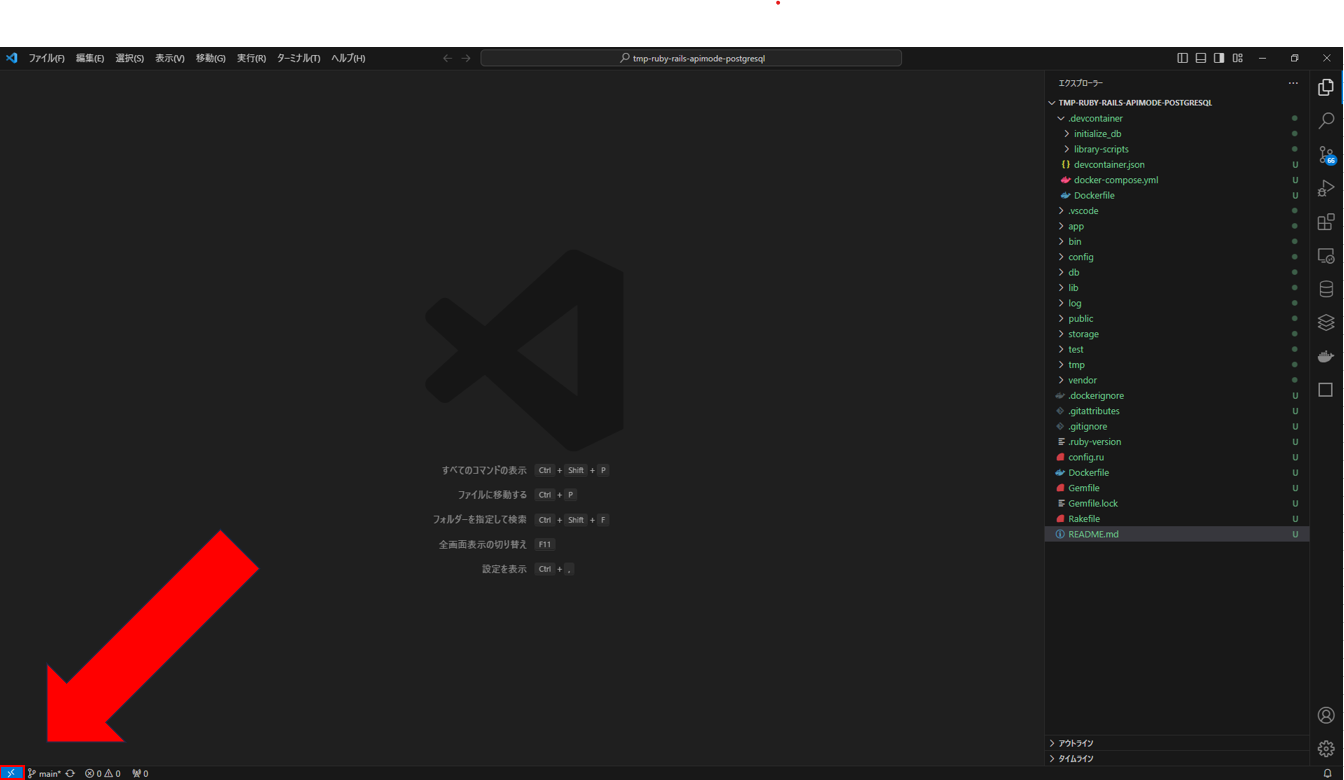 ファイル(F) 編集(E) 選択(S) 表示(V) 移動(G) 実行(R) ターミナル(T) ヘルプ(H) tmp-ruby-rails-apimode-postgresql
エクスプローラー
TMP-RUBY-RAILS-APIMODE-POSTGRESQL
.devcontainer
initialize_db
library-scripts
devcontainer.json U
docker-compose.yml U
Dockerfile U
.vscode
app
bin
config
db
lib
log
public
storage
test
tmp
vendor
.dockerignore U
.gitattributes U
.gitignore U
.ruby-version U
config.ru U
Dockerfile U
Gemfile U
Gemfile.lock U
Rakefile U
README.md U
66
すべてのコマンドの表示 Ctrl + Shift + P
ファイルに移動する Ctrl + P
フォルダーを指定して検索 Ctrl + Shift + F
全画面表示の切り替え F11
設定を表示 Ctrl + ,
アウトライン
タイムライン
main* 0 0 0